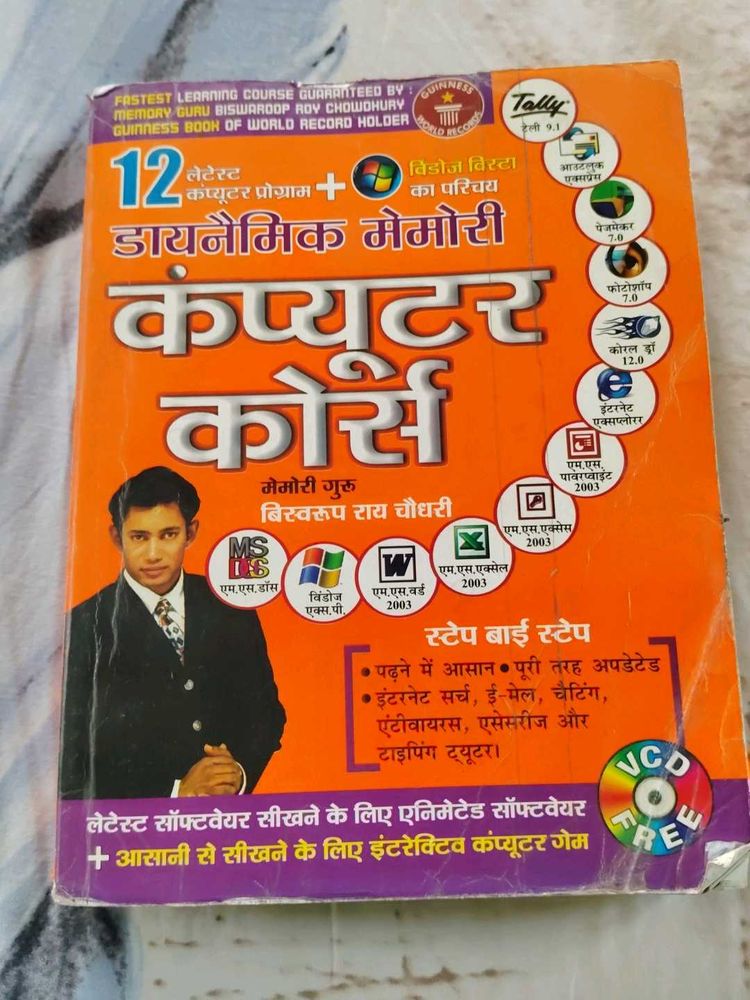 FASTEST LEARNING COURSE GUARANTEED BY :
MEMORY GURU BISWAROOP ROY CHOWDHURY
GUINNESS BOOK OF WORLD RECORD HOLDER
GUINNESS
WORLD RECORDS
12 लेटेस्ट
कंप्यूटर प्रोग्राम
+
विंडोज विस्टा
का परिचय
डायनैमिक मेमोरी
कंप्यूटर
कोर्स
मेमोरी गुरू
बिस्वरूप राय चौधरी
Tally
टेली 9.1
आउटलुक
एक्सप्रेस
पेजमेकर
7.0
फोटोशॉप
7.0
कोरल ड्रॉ
12.0
इंटरनेट
एक्सप्लोरर
एम.एस.
पावरप्वाइंट
2003
एम.एस.एक्सेस
2003
एम.एस.एक्सेल
2003
W
एम.एस.वर्ड
2003
विंडोज
एक्स.पी.
MS
DOS
एम.एस.डॉस
स्टेप बाई स्टेप
• पढ़ने में आसान • पूरी तरह अपडेटेड
• इंटरनेट सर्च, ई-मेल, चैटिंग,
एंटीवायरस, एसेसरीज और
टाइपिंग ट्यूटर।
VCD
FREE
लेटेस्ट सॉफ्टवेयर सीखने के लिए एनिमेटेड सॉफ्टवेयर
+ आसानी से सीखने के लिए इंटरेक्टिव कंप्यूटर गेम